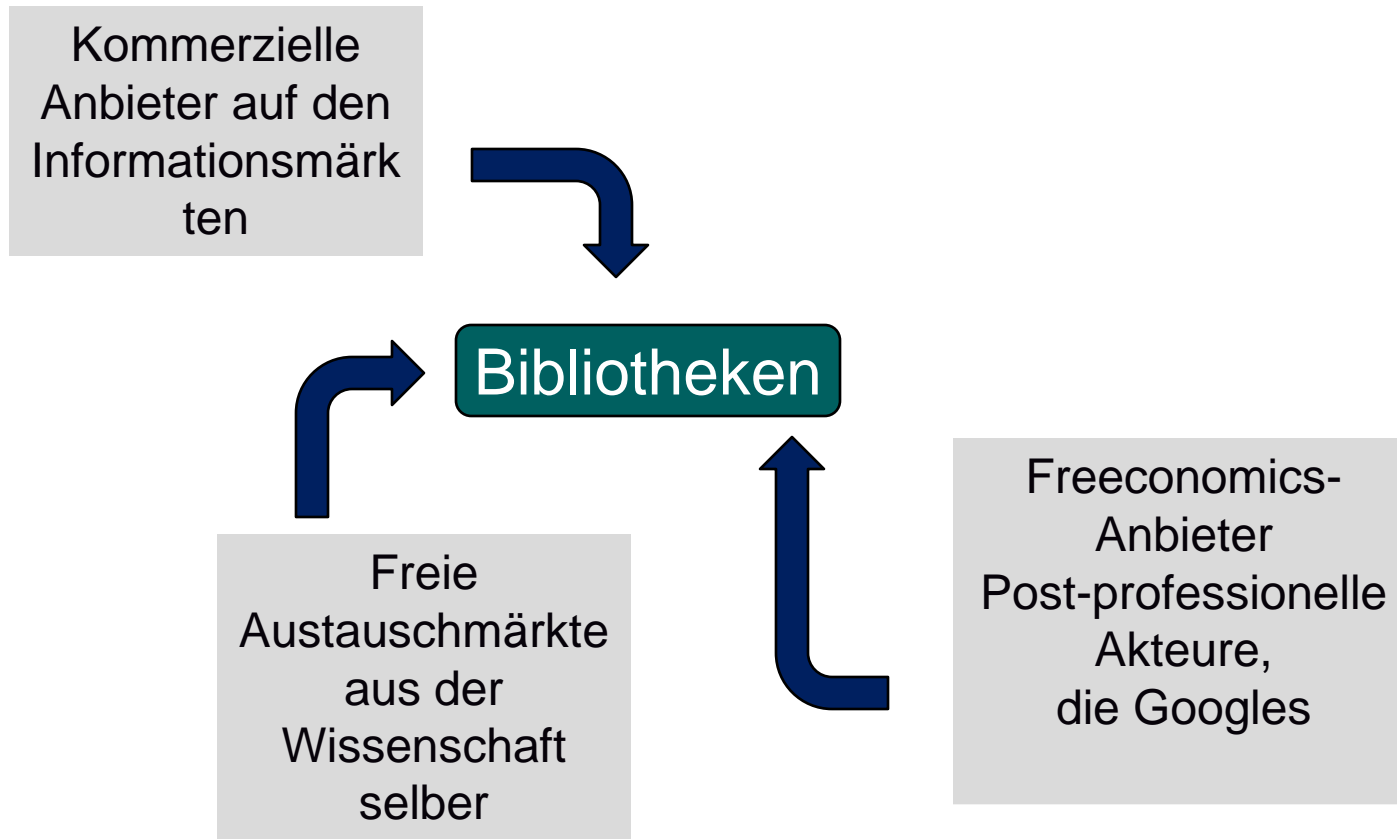 Kommerzielle
Anbieter auf den
Informationsmärk
ten
Bibliotheken
Freie
Austauschmärkte
aus der
Wissenschaft
selber
Freeconomics-
Anbieter
Post-professionelle
Akteure,
die Googles